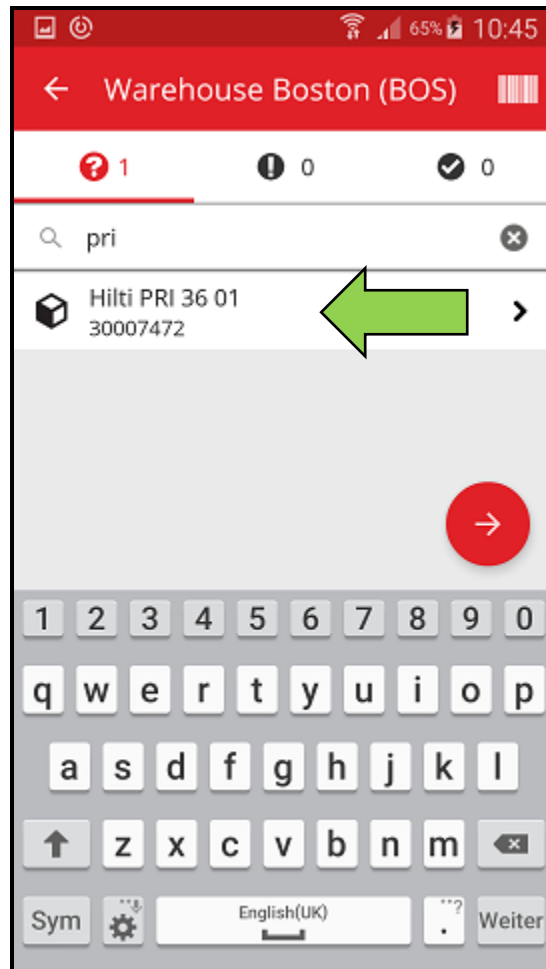 65% 10:45
Warehouse Boston (BOS)
1 0 0
pri
Hilti PRI 36 01
30007472
1 2 3 4 5 6 7 8 9 0
q w e r t y u i o p
a s d f g h j k l
z x c v b n m
Sym English(UK) . ? Weiter